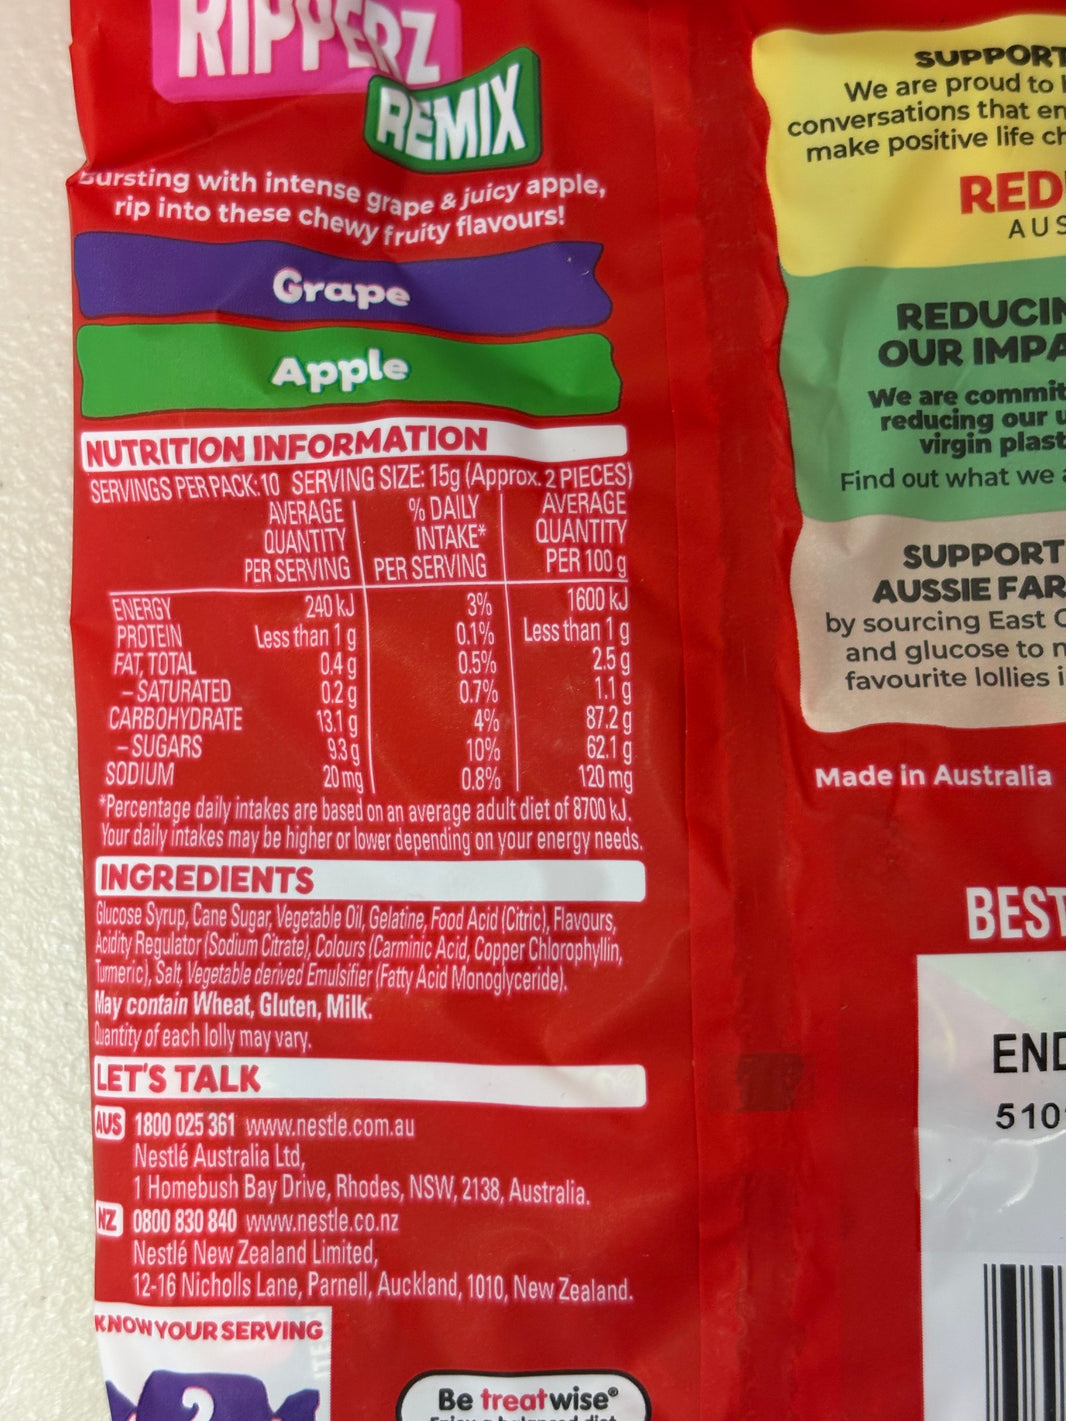 RIPPERZ
REMIX
Bursting with intense grape & juicy apple,
rip into these chewy fruity flavours!
Grape
Apple
NUTRITION INFORMATION
SERVINGS PER PACK: 10 SERVING SIZE: 15g (Approx. 2 PIECES)
AVERAGE QUANTITY PER SERVING | % DAILY INTAKE* PER SERVING | AVERAGE QUANTITY PER 100 g
ENERGY 240 kJ 3% 1600 kJ
PROTEIN Less than 1 g 0.1% Less than 1 g
FAT, TOTAL 0.4 g 0.5% 2.5 g
– SATURATED 0.2 g 0.7% 1.1 g
CARBOHYDRATE 13.1 g 4% 87.2 g
– SUGARS 9.3 g 10% 62.1 g
SODIUM 20 mg 0.8% 120 mg
*Percentage daily intakes are based on an average adult diet of 8700 kJ.
Your daily intakes may be higher or lower depending on your energy needs.
INGREDIENTS
Glucose Syrup, Cane Sugar, Vegetable Oil, Gelatine, Food Acid (Citric), Flavours,
Acidity Regulator (Sodium Citrate), Colours (Carminic Acid, Copper Chlorophyllin,
Turmeric), Salt, Vegetable derived Emulsifier (Fatty Acid Monoglyceride).
May contain Wheat, Gluten, Milk.
Quantity of each lolly may vary.
LET'S TALK
AUS 1800 025 361 www.nestle.com.au
Nestlé Australia Ltd,
1 Homebush Bay Drive, Rhodes, NSW, 2138, Australia.
NZ 0800 830 840 www.nestle.co.nz
Nestlé New Zealand Limited,
12-16 Nicholls Lane, Parnell, Auckland, 1010, New Zealand.
KNOW YOUR SERVING
2
Be treatwise®
SUPPORT
We are proud to
conversations that
make positive life
RED
AUS
REDUCIN
OUR IMPA
We are commit
reducing our
virgin plast
Find out what we
SUPPORT
AUSSIE FAR
by sourcing East
and glucose to
favourite lollies
Made in Australia
BEST
END
510